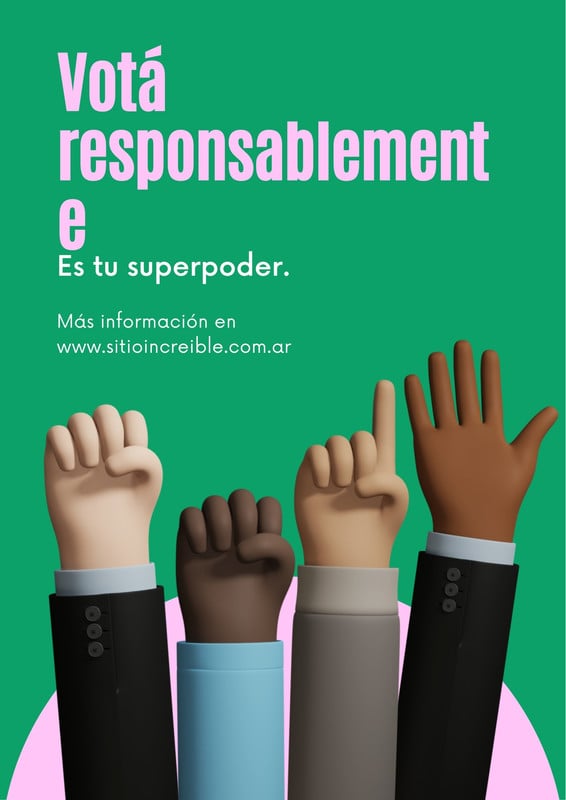 Votá
responsablement
e
Es tu superpoder.
Más información en
www.sitioincreible.com.ar